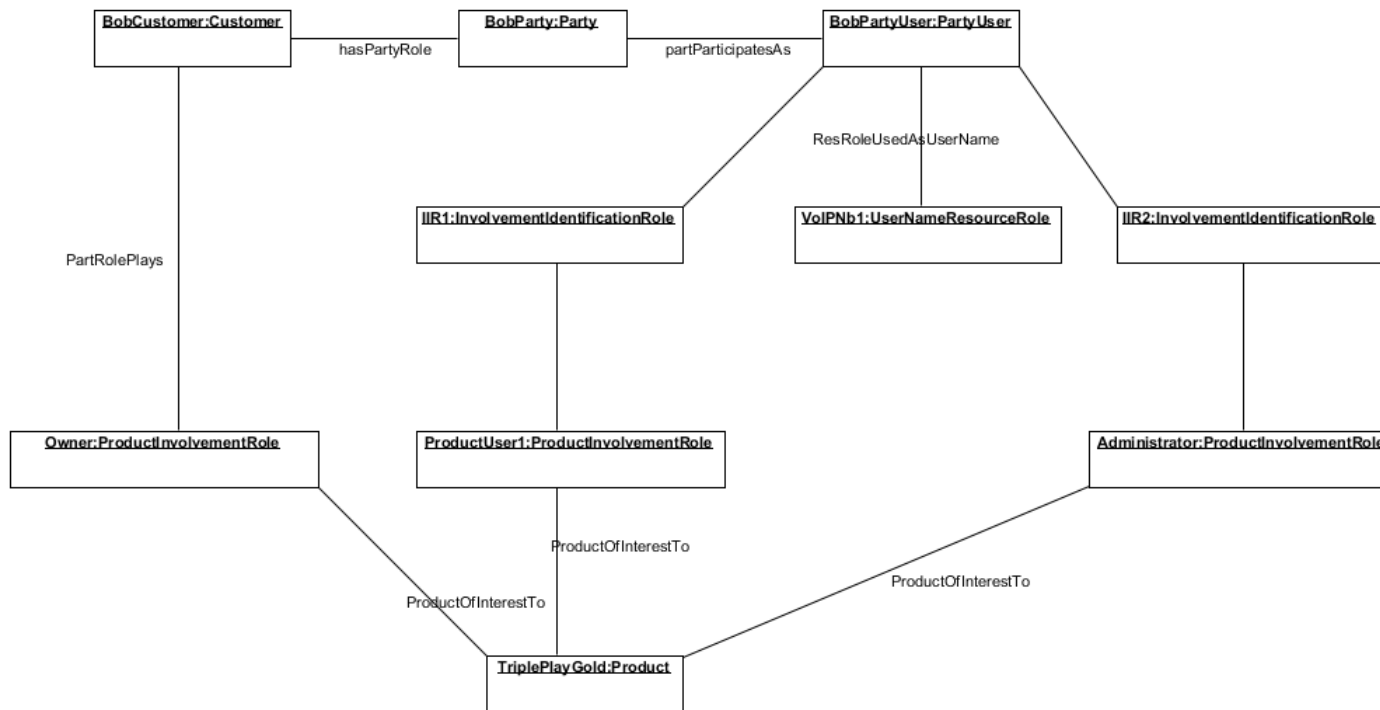 BobCustomer:Customer
BobParty:Party
BobPartyUser:PartyUser
hasPartyRole
partParticipatesAs
ResRoleUsedAsUserName
IIR1:InvolvementIdentificationRole
VoIPNb1:UserNameResourceRole
IIR2:InvolvementIdentificationRole
PartRolePlays
Owner:ProductInvolvementRole
ProductUser1:ProductInvolvementRole
Administrator:ProductInvolvementRole
ProductOfInterestTo
ProductOfInterestTo
ProductOfInterestTo
TriplePlayGold:Product